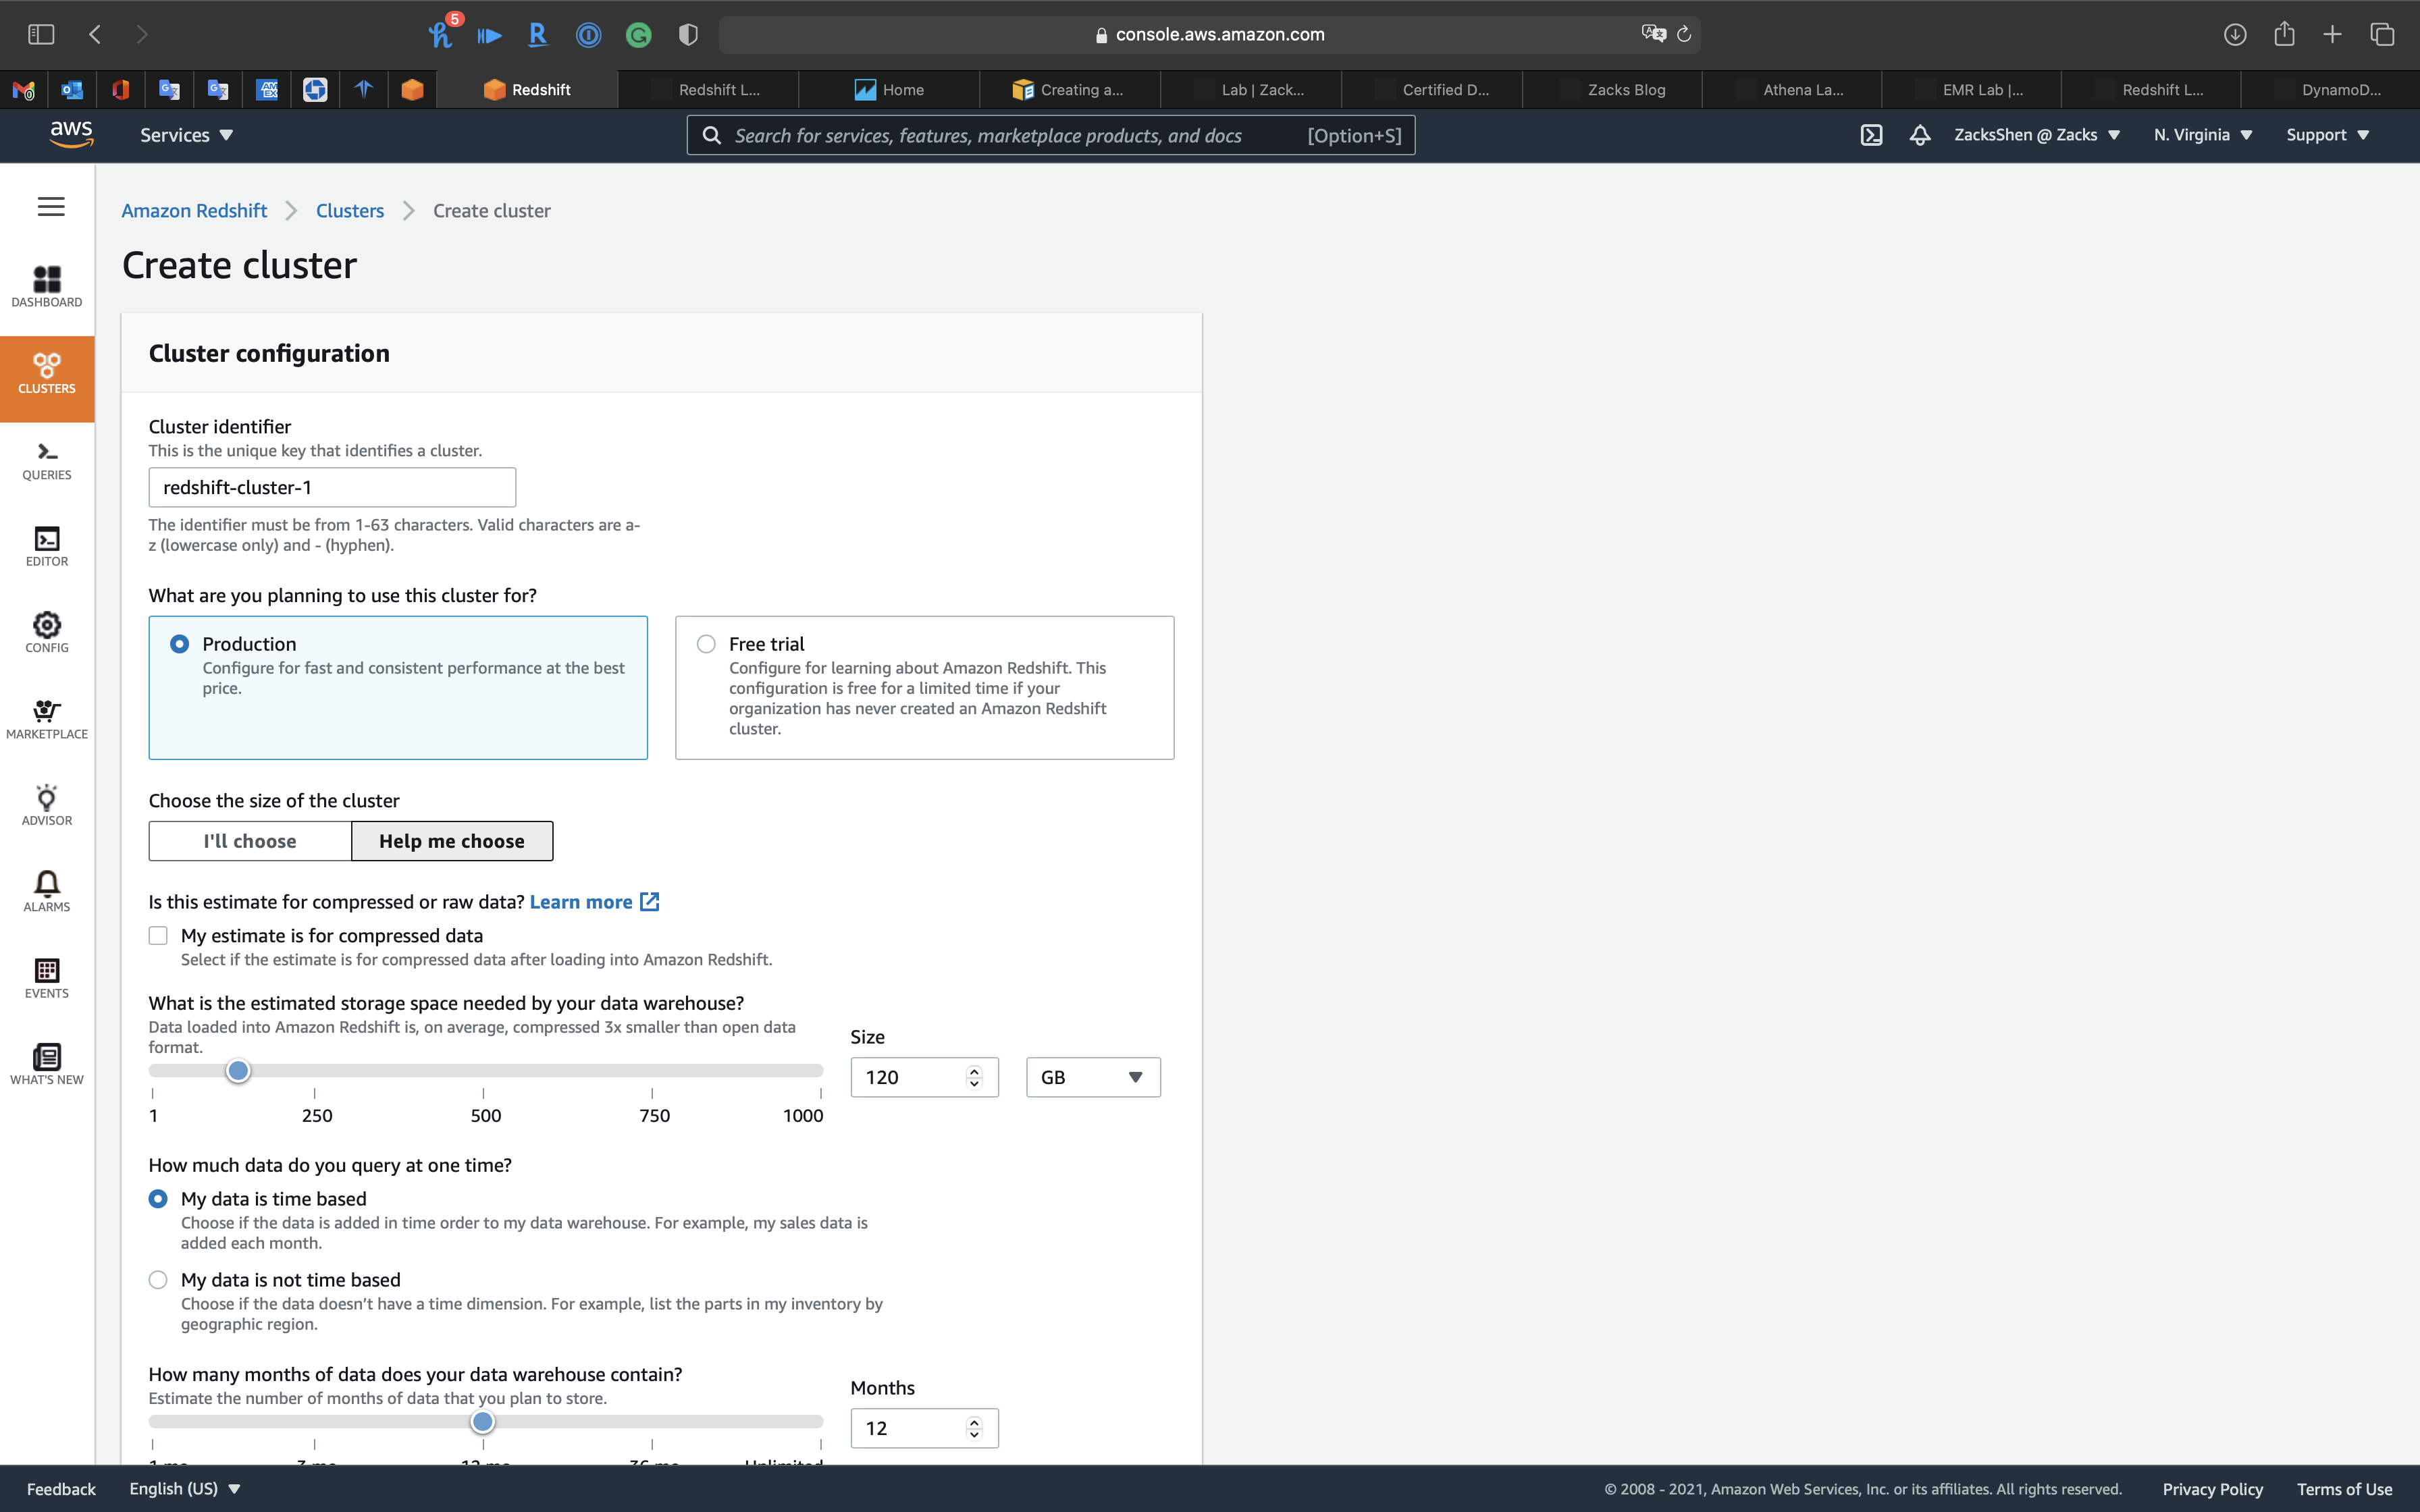 5
console.aws.amazon.com
0
Redshift
Redshift L...
Home
Creating a...
Lab | Zack...
Certified D...
Zacks Blog
Athena La...
EMR Lab |...
Redshift L...
DynamoD...
aws
Services
Search for services, features, marketplace products, and docs
[Option+S]
ZacksShen @ Zacks
N. Virginia
Support
Amazon Redshift
Clusters
Create cluster
Create cluster
DASHBOARD
CLUSTERS
QUERIES
EDITOR
CONFIG
MARKETPLACE
ADVISOR
ALARMS
EVENTS
WHAT'S NEW
Cluster configuration
Cluster identifier
This is the unique key that identifies a cluster.
redshift-cluster-1
The identifier must be from 1-63 characters. Valid characters are a-
z (lowercase only) and - (hyphen).
What are you planning to use this cluster for?
Production
Configure for fast and consistent performance at the best
price.
Free trial
Configure for learning about Amazon Redshift. This
configuration is free for a limited time if your
organization has never created an Amazon Redshift
cluster.
Choose the size of the cluster
I'll choose
Help me choose
Is this estimate for compressed or raw data? Learn more
My estimate is for compressed data
Select if the estimate is for compressed data after loading into Amazon Redshift.
What is the estimated storage space needed by your data warehouse?
Data loaded into Amazon Redshift is, on average, compressed 3x smaller than open data
format.
Size
120
GB
1
250
500
750
1000
How much data do you query at one time?
My data is time based
Choose if the data is added in time order to my data warehouse. For example, my sales data is
added each month.
My data is not time based
Choose if the data doesn't have a time dimension. For example, list the parts in my inventory by
geographic region.
How many months of data does your data warehouse contain?
Estimate the number of months of data that you plan to store.
Months
12
Feedback
English (US)
© 2008 - 2021, Amazon Web Services, Inc. or its affiliates. All rights reserved.
Privacy Policy
Terms of Use